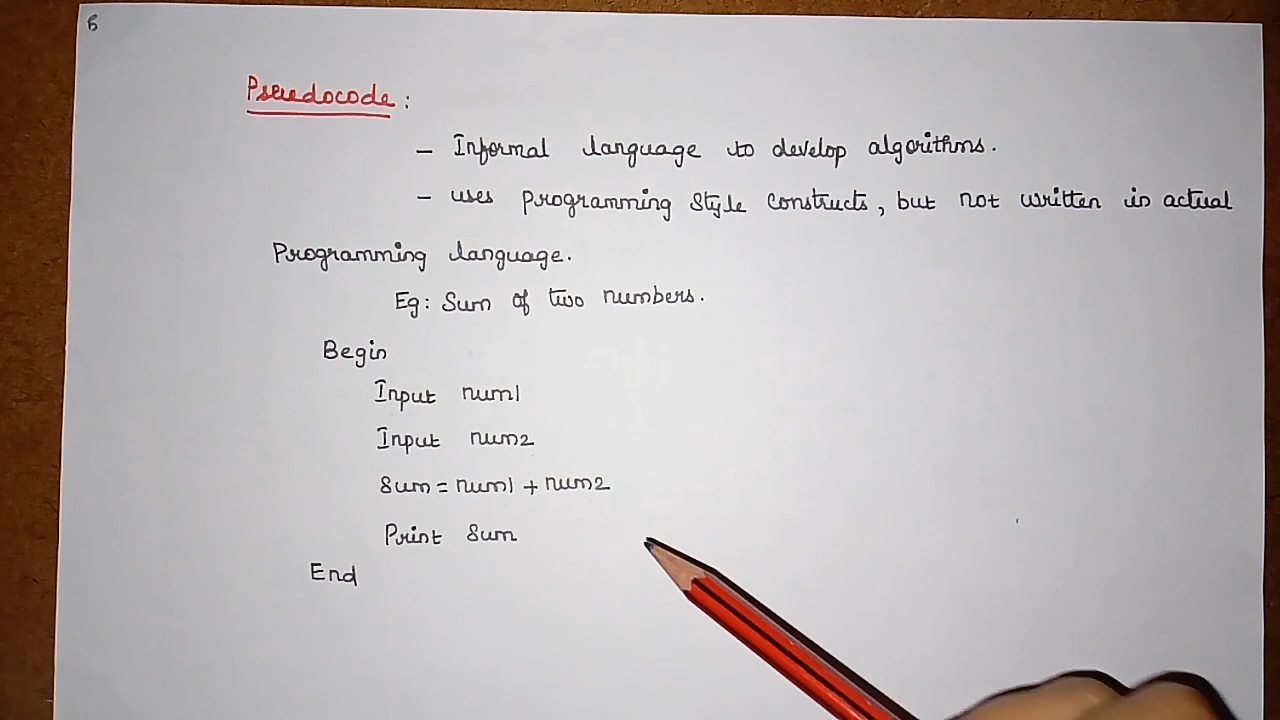 6
Pseudocode :
- Informal language to develop algorithms.
- uses programming style constructs, but not written in actual
Programming language.
Eg: Sum of two numbers.
Begin
Input num1
Input num2
Sum = num1 + num2
Print Sum
End